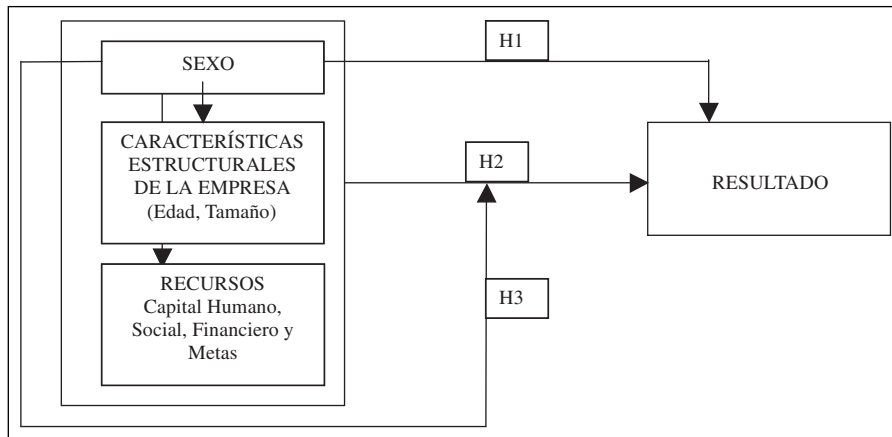 SEXO
H1
CARACTERÍSTICAS
ESTRUCTURALES
DE LA EMPRESA
(Edad, Tamaño)
H2
RESULTADO
RECURSOS
Capital Humano,
Social, Financiero y
Metas
H3